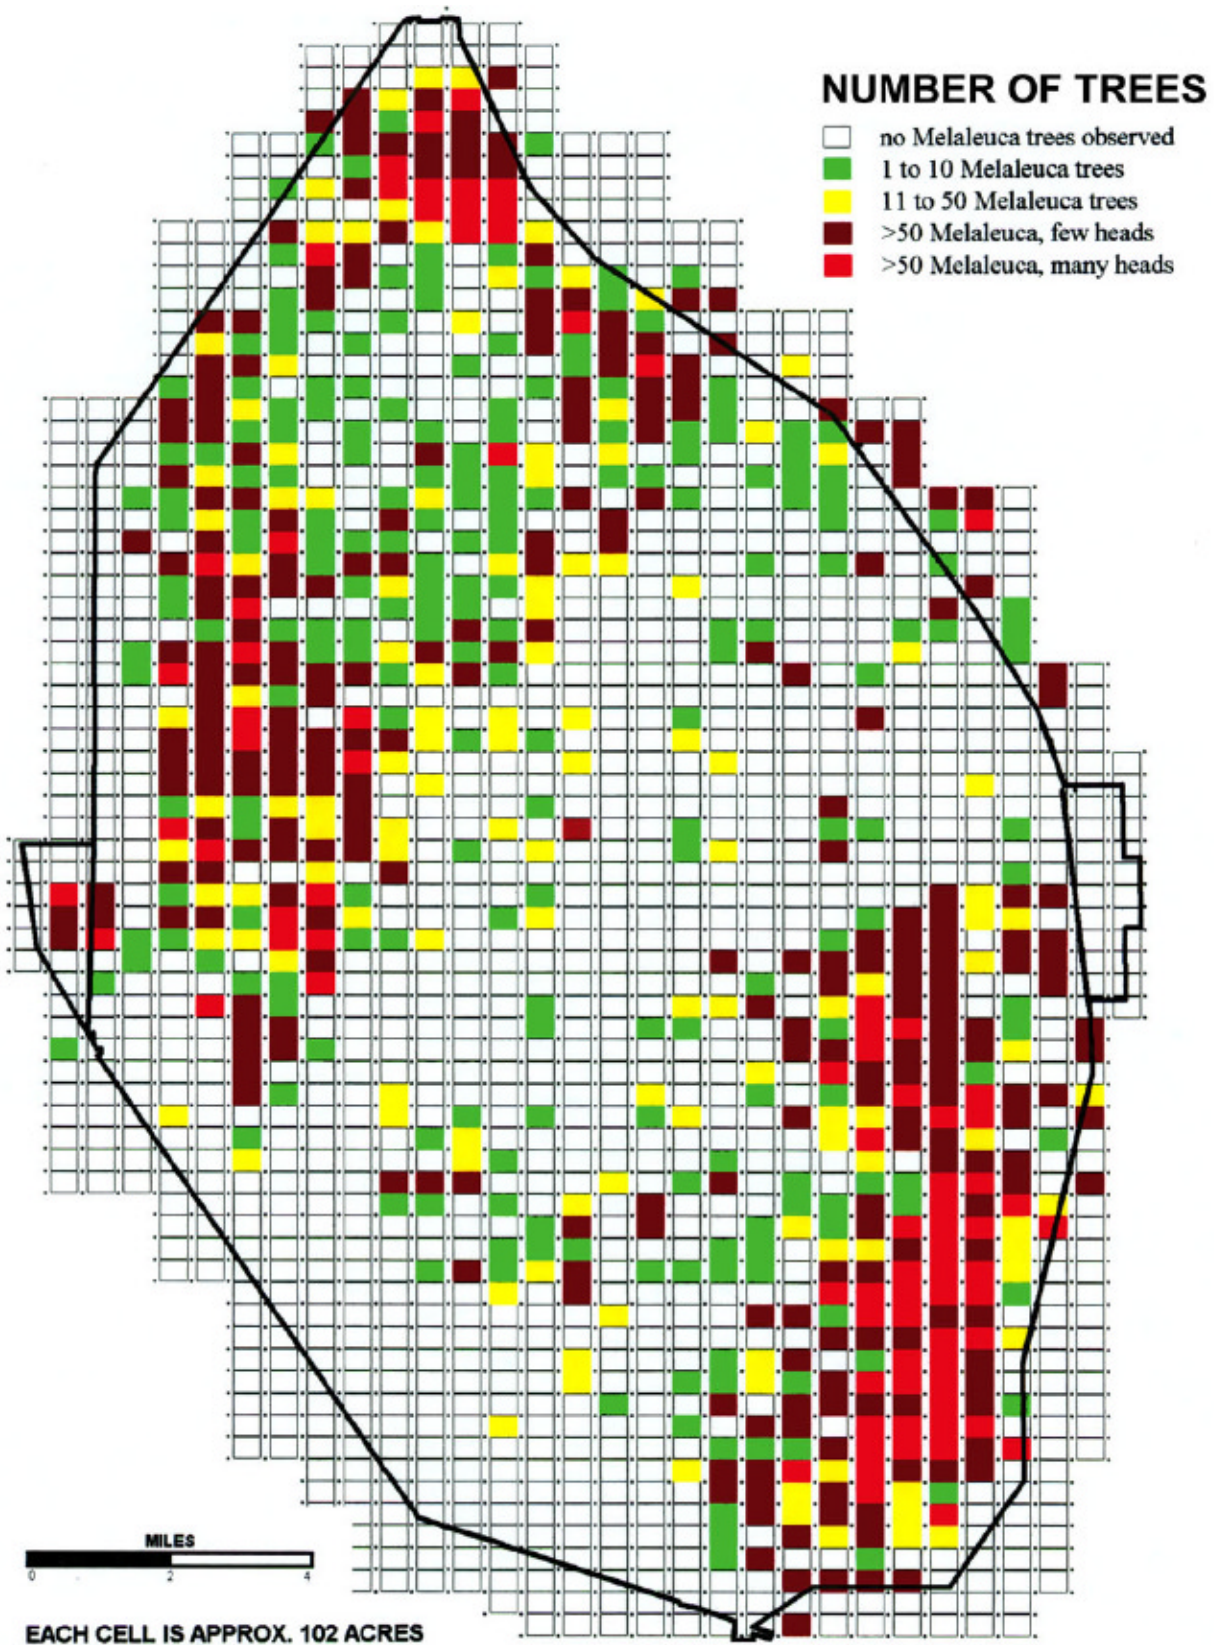 NUMBER OF TREES
no Melaleuca trees observed
1 to 10 Melaleuca trees
11 to 50 Melaleuca trees
>50 Melaleuca, few heads
>50 Melaleuca, many heads
MILES
0 2 4
EACH CELL IS APPROX. 102 ACRES